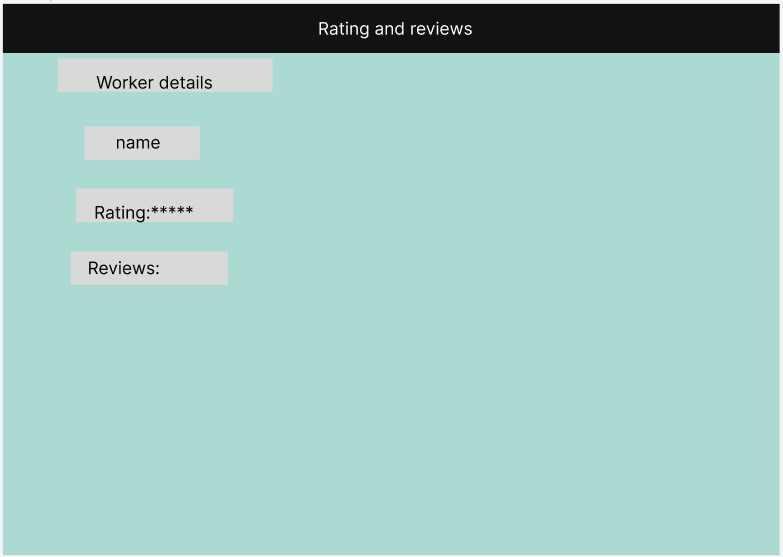 Rating and reviews
Worker details
name
Rating:*****
Reviews: